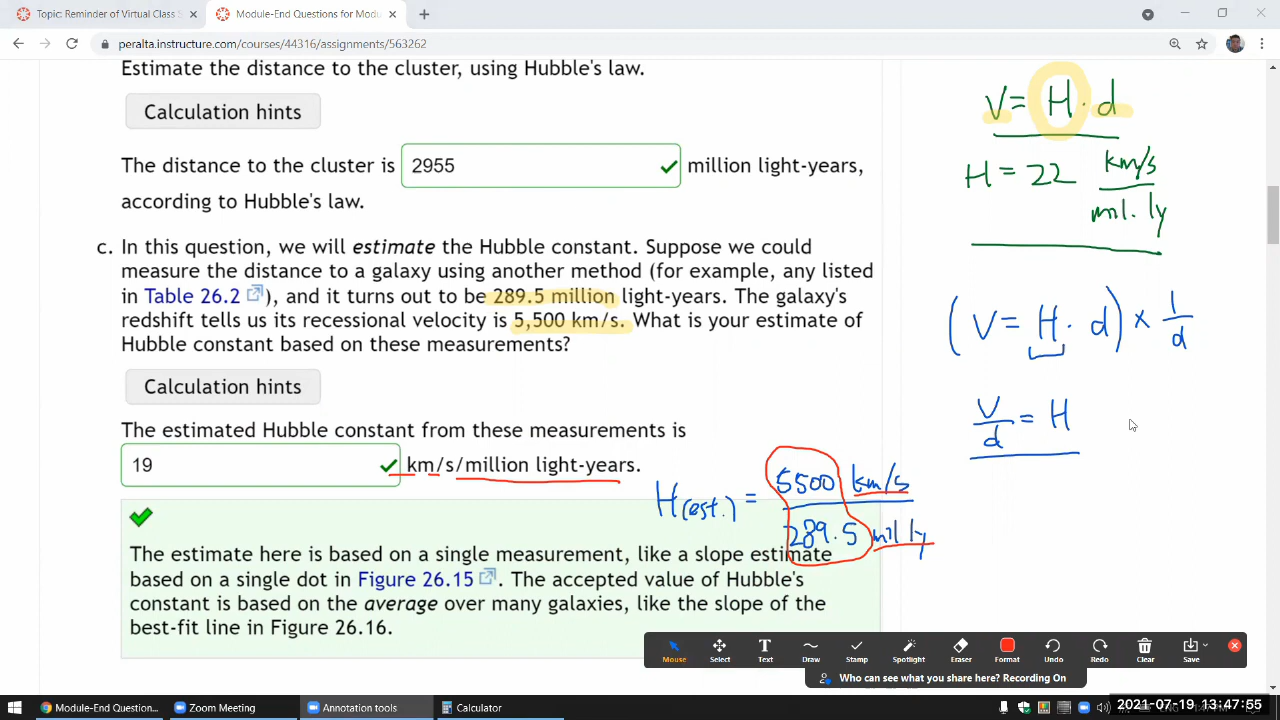 Topic: Reminder of Virtual Class S
Module-End Questions for Modu
peralta.instructure.com/courses/44316/assignments/563262
Estimate the distance to the cluster, using Hubble's law.
Calculation hints
The distance to the cluster is 2955 million light-years,
according to Hubble's law.
c. In this question, we will estimate the Hubble constant. Suppose we could
measure the distance to a galaxy using another method (for example, any listed
in Table 26.2), and it turns out to be 289.5 million light-years. The galaxy's
redshift tells us its recessional velocity is 5,500 km/s. What is your estimate of
Hubble constant based on these measurements?
Calculation hints
The estimated Hubble constant from these measurements is
19 km/s/million light-years.
The estimate here is based on a single measurement, like a slope estimate
based on a single dot in Figure 26.15. The accepted value of Hubble's
constant is based on the average over many galaxies, like the slope of the
best-fit line in Figure 26.16.
V = H · d
H = 22 km/s
mil. ly
(V = H · d) × 1/d
V/d = H
H(est.) = 5500 km/s
289.5 mil ly
Mouse Select Text Draw Stamp Spotlight Eraser Format Undo Redo Clear Save
Who can see what you share here? Recording On
Module-End Question... Zoom Meeting Annotation tools Calculator
2021-07-19 13:47:55